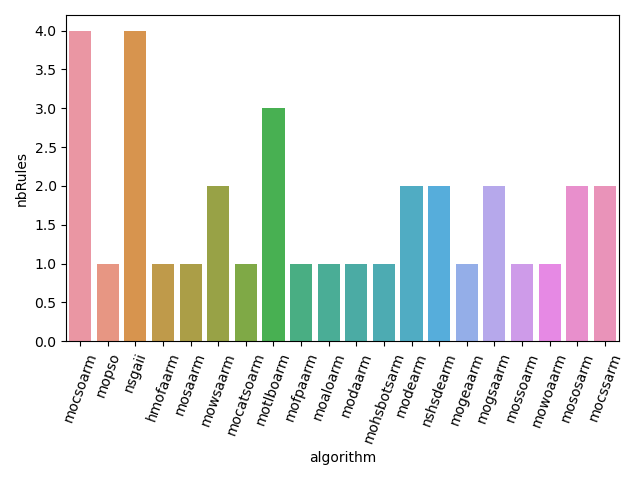 4.0
3.5
3.0
2.5
2.0
1.5
1.0
0.5
0.0
nbRules
mocsoarm
mopso
nsgaii
hmofaarm
mosaarm
mowsaarm
mocatsoarm
motlboarm
mofpaarm
moaloarm
modaarm
mohsbotsarm
modearm
nshsdearm
mogeaarm
mogsaarm
mossoarm
mowoaarm
mososarm
mocssarm
algorithm